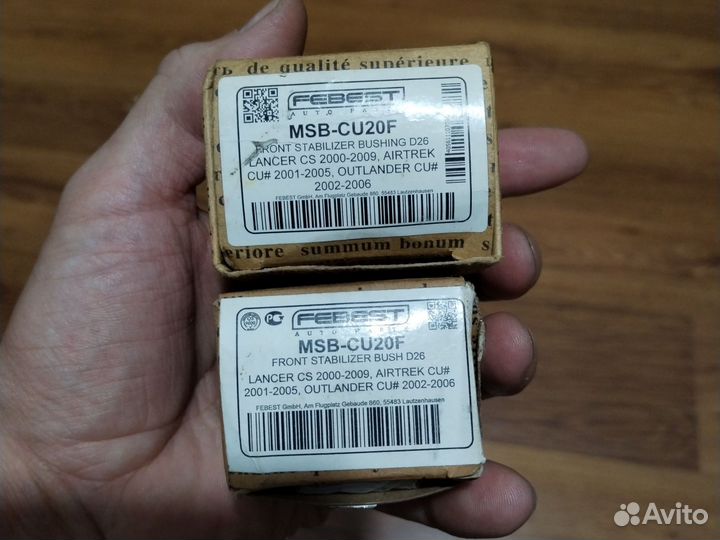 ть de qualité supérieure
FEBEST
AUTO PARTS
MSB-CU20F
FRONT STABILIZER BUSHING D26
LANCER CS 2000-2009, AIRTREK
CU# 2001-2005, OUTLANDER CU#
2002-2006
FEBEST GmbH, Am Flugplatz Gebaude 860, 55483 Lautzenhausen
eriore summum bonum s
FEBEST
AUTO PARTS
MSB-CU20F
FRONT STABILIZER BUSH D26
LANCER CS 2000-2009, AIRTREK CU#
2001-2005, OUTLANDER CU# 2002-2006
FEBEST GmbH, Am Flugplatz Gebaude 860, 55483 Lautzenhausen
Avito